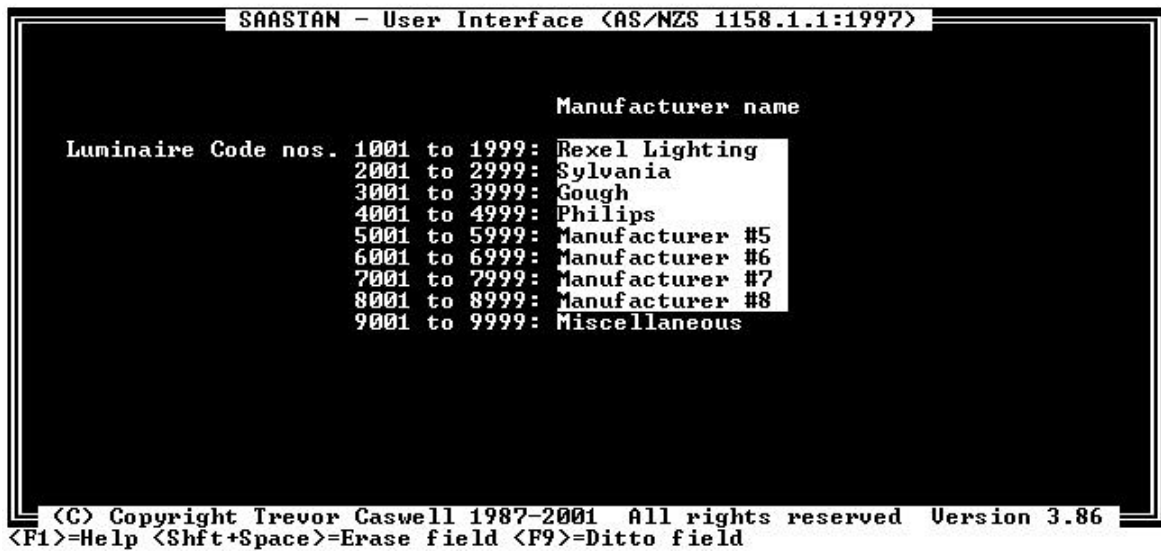 SAASTAN - User Interface (AS/NZS 1158.1.1:1997)
Manufacturer name
Luminaire Code nos. 1001 to 1999: Rexel Lighting
2001 to 2999: Sylvania
3001 to 3999: Gough
4001 to 4999: Philips
5001 to 5999: Manufacturer #5
6001 to 6999: Manufacturer #6
7001 to 7999: Manufacturer #7
8001 to 8999: Manufacturer #8
9001 to 9999: Miscellaneous
(C) Copyright Trevor Caswell 1987-2001 All rights reserved Version 3.86
<F1>=Help <Shft+Space>=Erase field <F9>=Ditto field